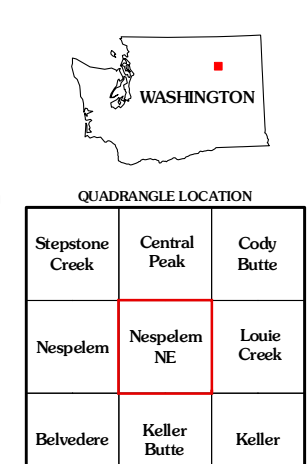 WASHINGTON
QUADRANGLE LOCATION
Stepstone
Creek
Central
Peak
Cody
Butte
Nespelem
Nespelem
NE
Louie
Creek
Belvedere
Keller
Butte
Keller